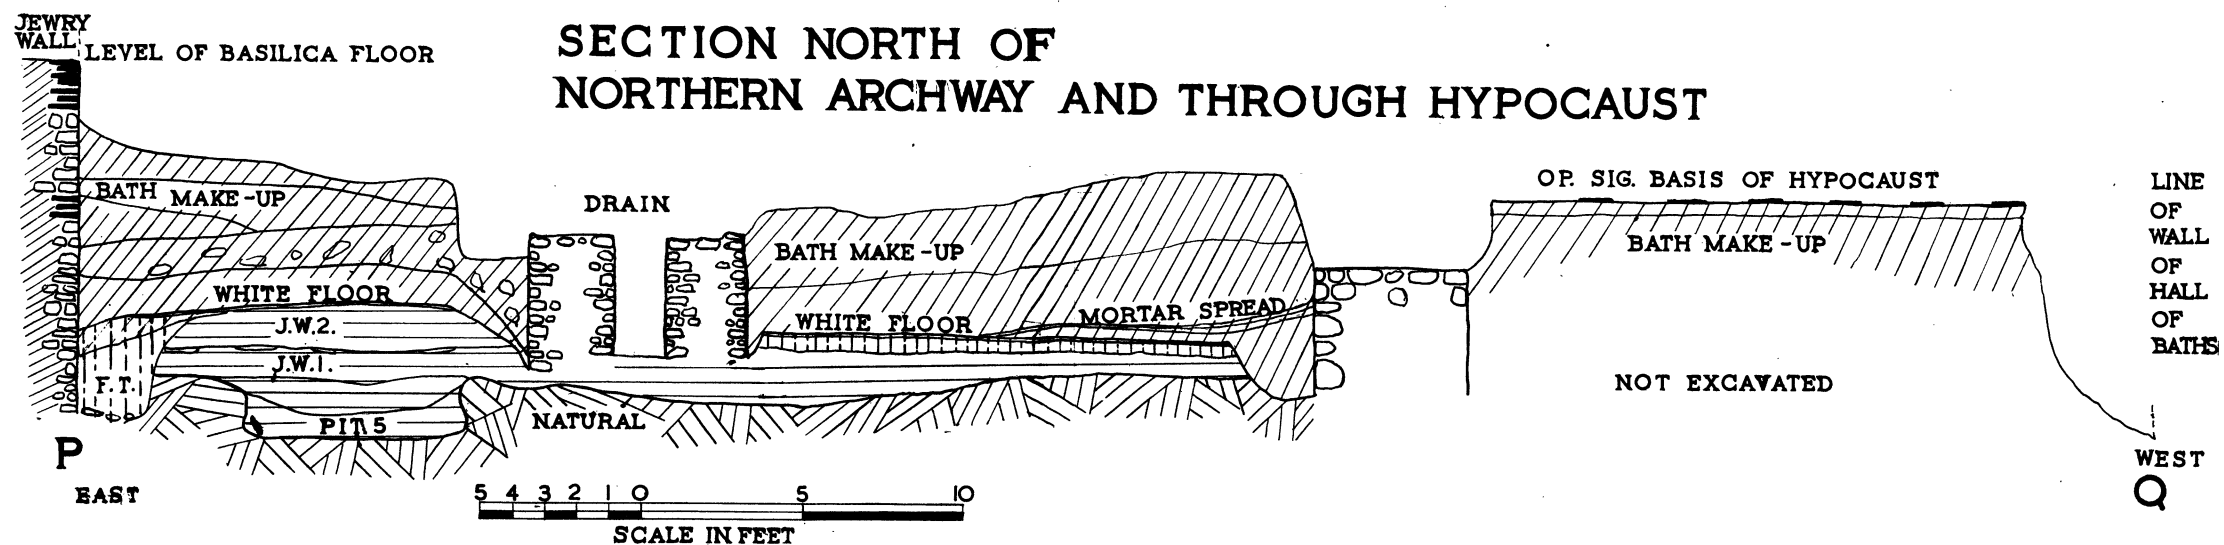 JEWRY
WALL
LEVEL OF BASILICA FLOOR
SECTION NORTH OF
NORTHERN ARCHWAY AND THROUGH HYPOCAUST
BATH MAKE-UP
DRAIN
OP. SIG. BASIS OF HYPOCAUST
LINE
OF
WALL
OF
HALL
OF
BATHS
BATH MAKE-UP
BATH MAKE-UP
WHITE FLOOR
J.W.2.
WHITE FLOOR
MORTAR SPREAD
J.W.1.
F.T.
NOT EXCAVATED
PIT 5
NATURAL
P
EAST
WEST
Q
5 4 3 2 1 0 5 10
SCALE IN FEET